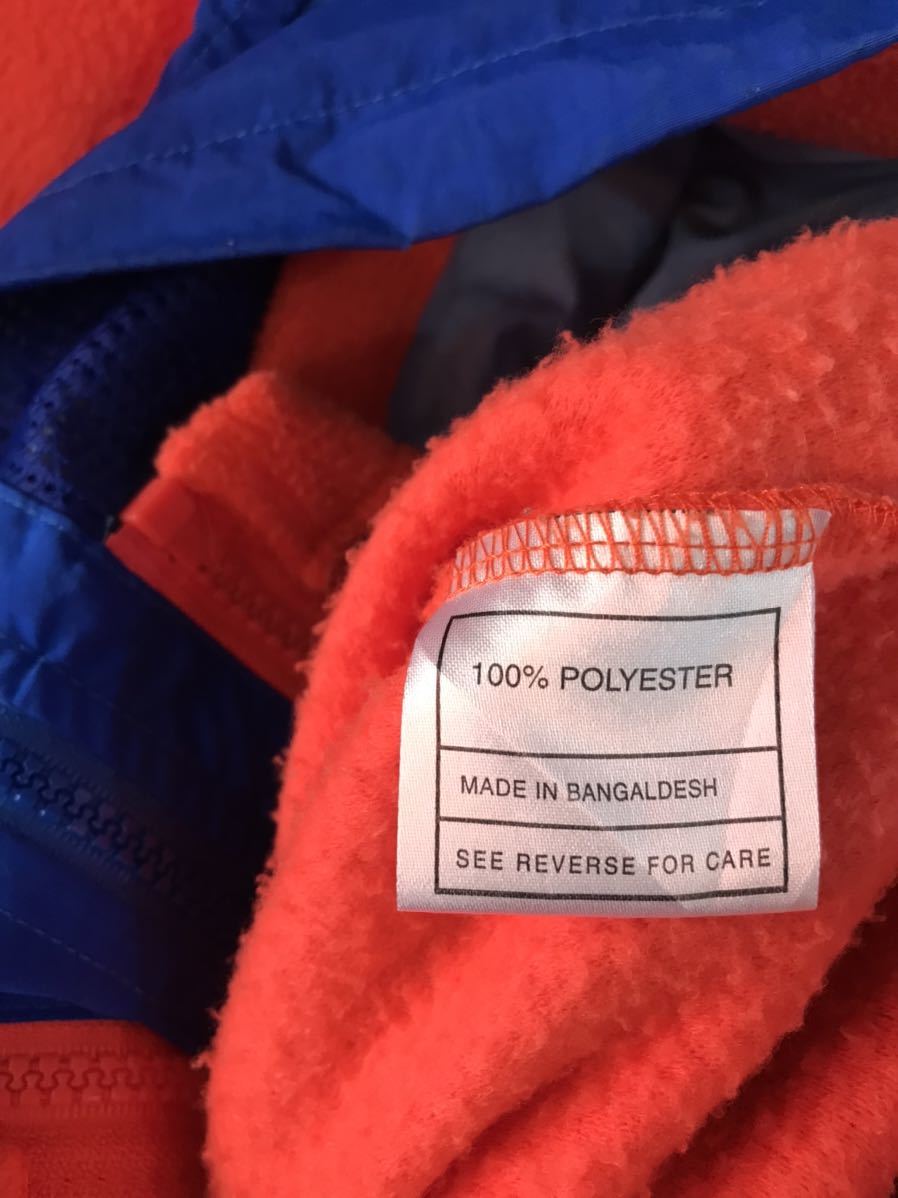 100% POLYESTER
MADE IN BANGALDESH
SEE REVERSE FOR CARE